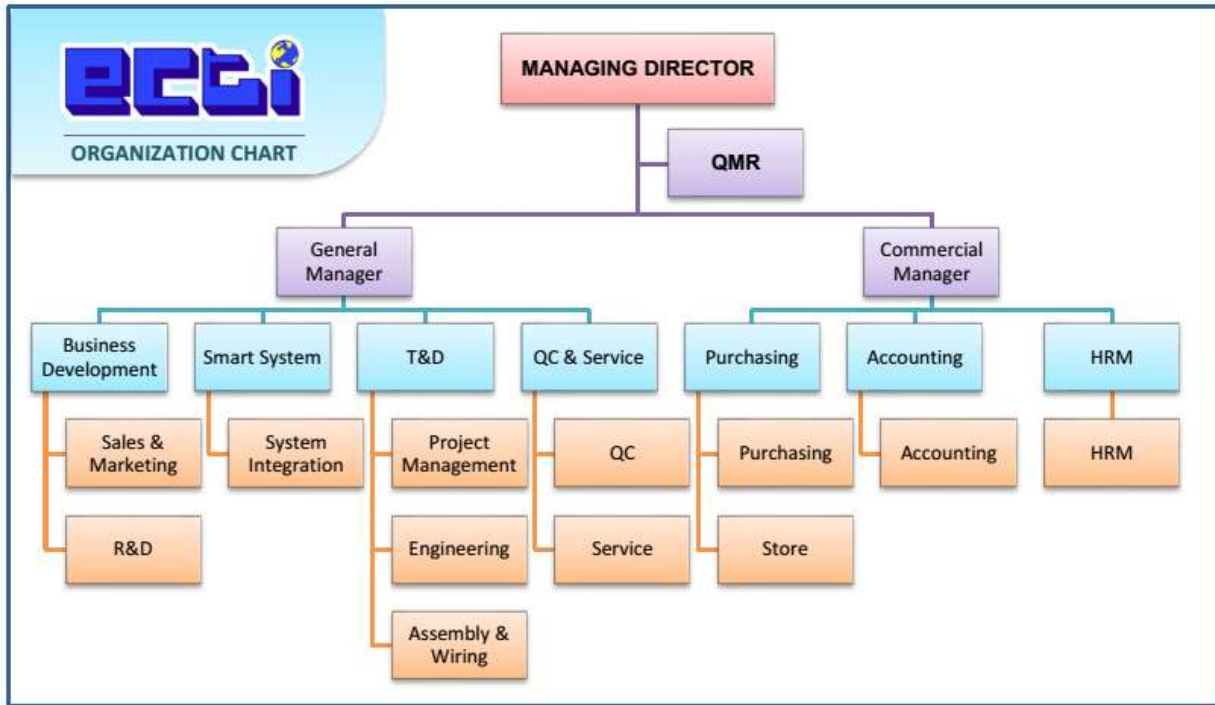 ecti
ORGANIZATION CHART
MANAGING DIRECTOR
QMR
General
Manager
Commercial
Manager
Business
Development
Smart System
T&D
QC & Service
Purchasing
Accounting
HRM
Sales &
Marketing
System
Integration
Project
Management
QC
Purchasing
Accounting
HRM
R&D
Engineering
Service
Store
Assembly &
Wiring